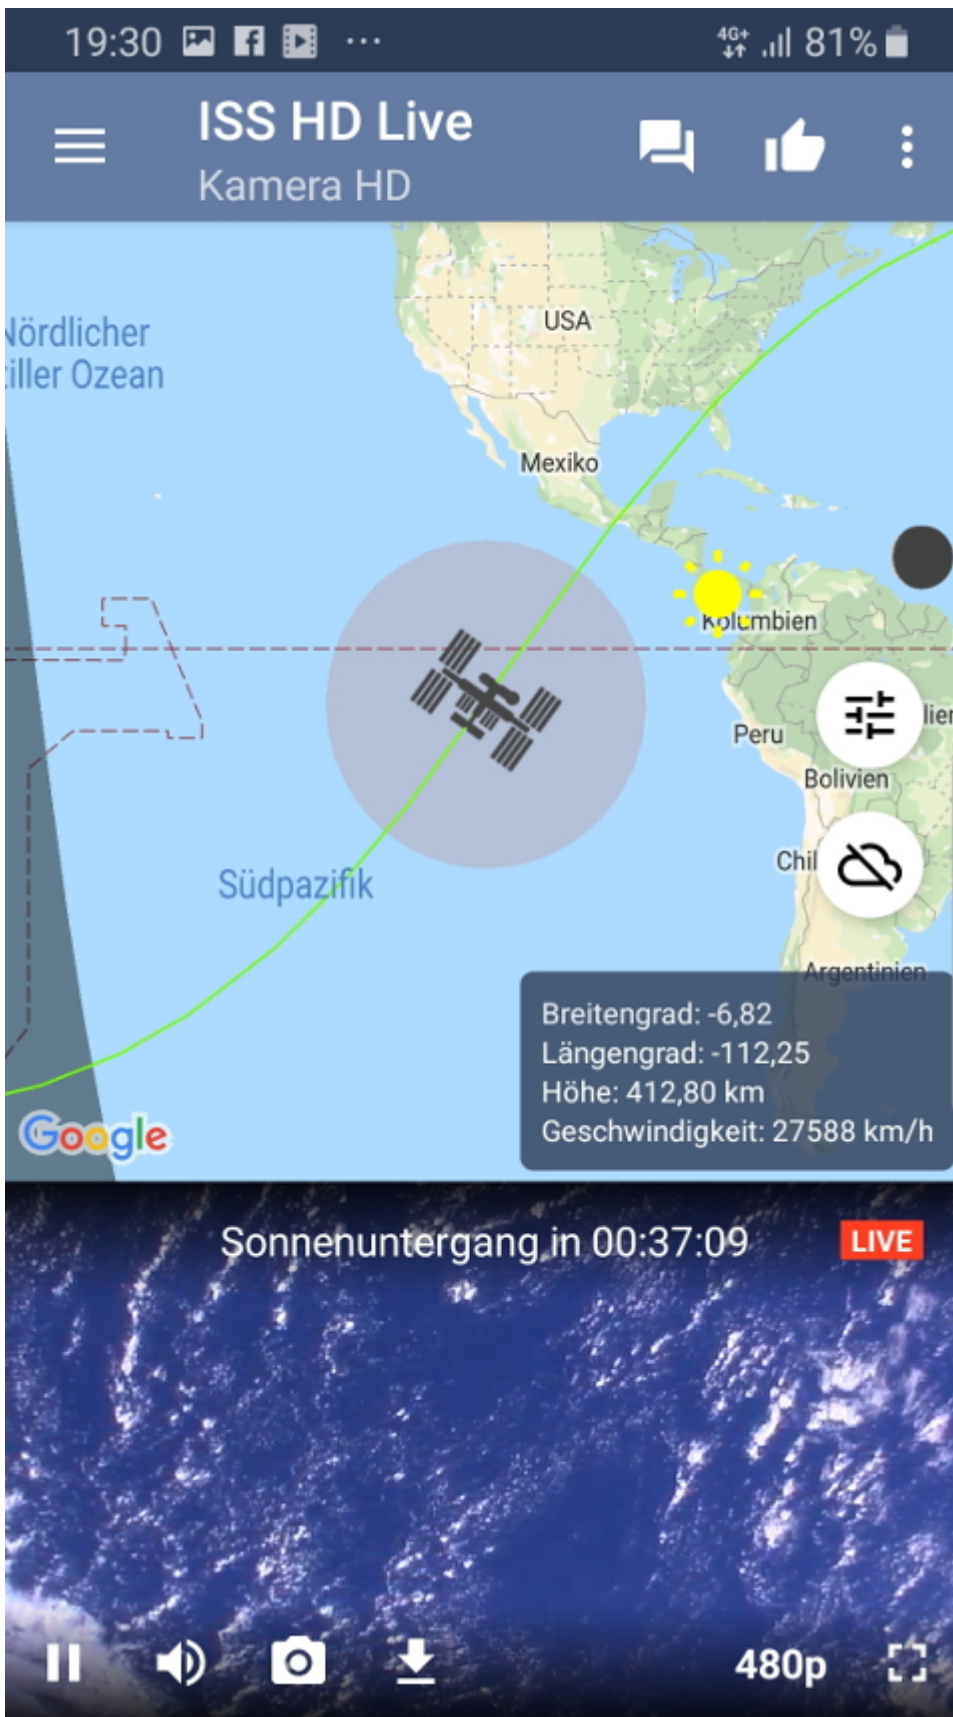 19:30
4G+
81%
ISS HD Live
Kamera HD
Nördlicher
tiller Ozean
USA
Mexiko
Kolumbien
Peru
Bolivien
Chil
lien
Südpazifik
Argentinien
Breitengrad: -6,82
Längengrad: -112,25
Höhe: 412,80 km
Geschwindigkeit: 27588 km/h
Google
Sonnenuntergang in 00:37:09
LIVE
480p